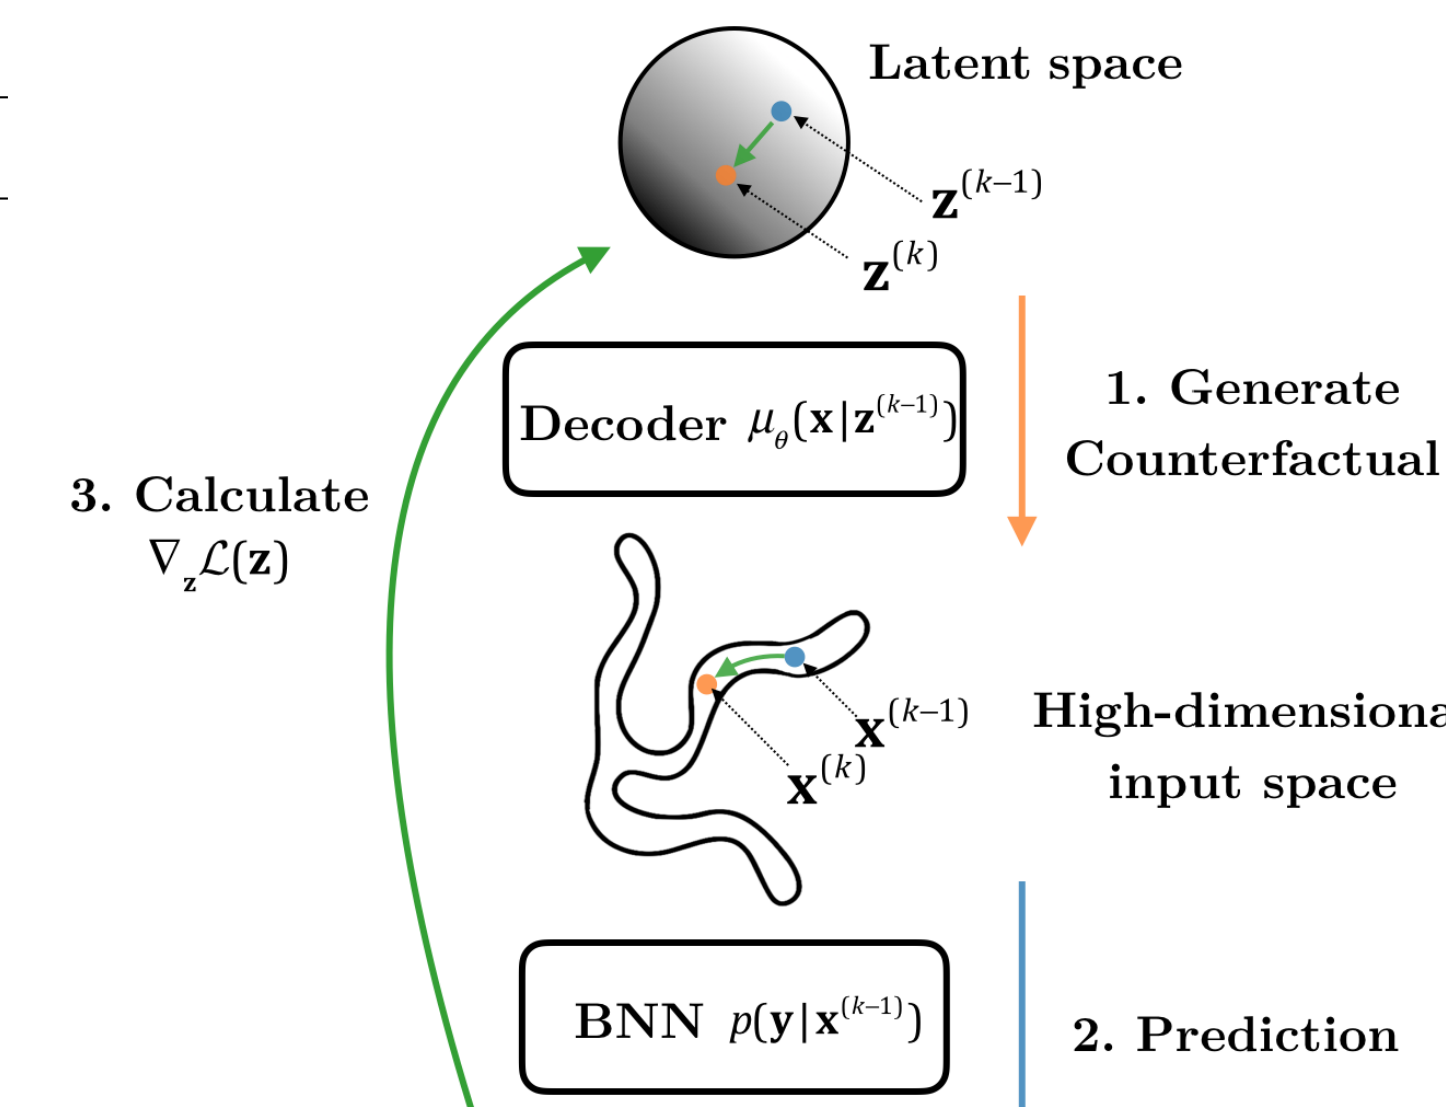 Latent space
z^(k–1)
z^(k)
Decoder μ_θ(x|z^(k–1))
1. Generate
Counterfactual
3. Calculate
∇_z ℒ(z)
x^(k–1)
x^(k)
High-dimensiona
input space
BNN p(y|x^(k–1))
2. Prediction